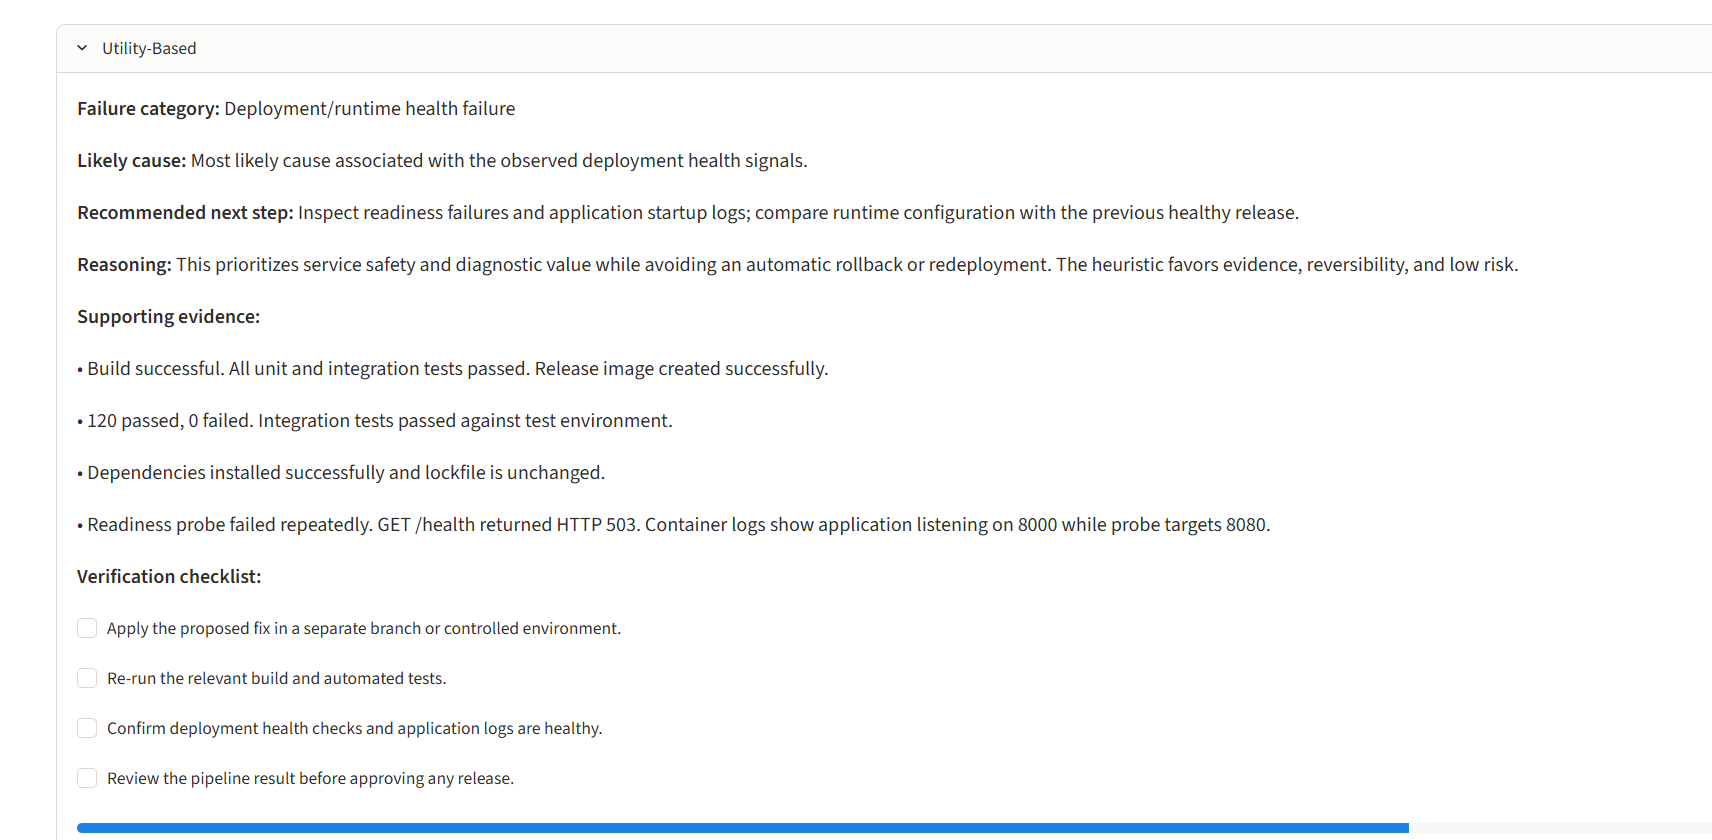 Utility-Based
Failure category: Deployment/runtime health failure
Likely cause: Most likely cause associated with the observed deployment health signals.
Recommended next step: Inspect readiness failures and application startup logs; compare runtime configuration with the previous healthy release.
Reasoning: This prioritizes service safety and diagnostic value while avoiding an automatic rollback or redeployment. The heuristic favors evidence, reversibility, and low risk.
Supporting evidence:
• Build successful. All unit and integration tests passed. Release image created successfully.
• 120 passed, 0 failed. Integration tests passed against test environment.
• Dependencies installed successfully and lockfile is unchanged.
• Readiness probe failed repeatedly. GET /health returned HTTP 503. Container logs show application listening on 8000 while probe targets 8080.
Verification checklist:
Apply the proposed fix in a separate branch or controlled environment.
Re-run the relevant build and automated tests.
Confirm deployment health checks and application logs are healthy.
Review the pipeline result before approving any release.